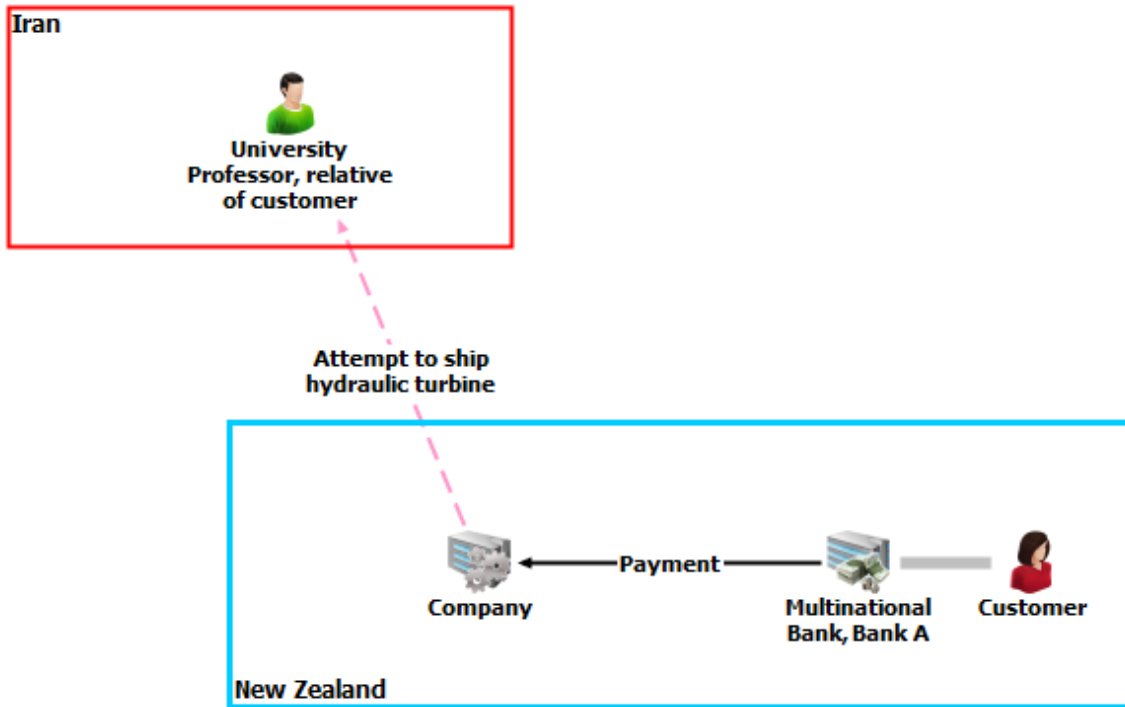 Iran
University
Professor, relative
of customer
Attempt to ship
hydraulic turbine
Payment
Company
Multinational
Bank, Bank A
Customer
New Zealand